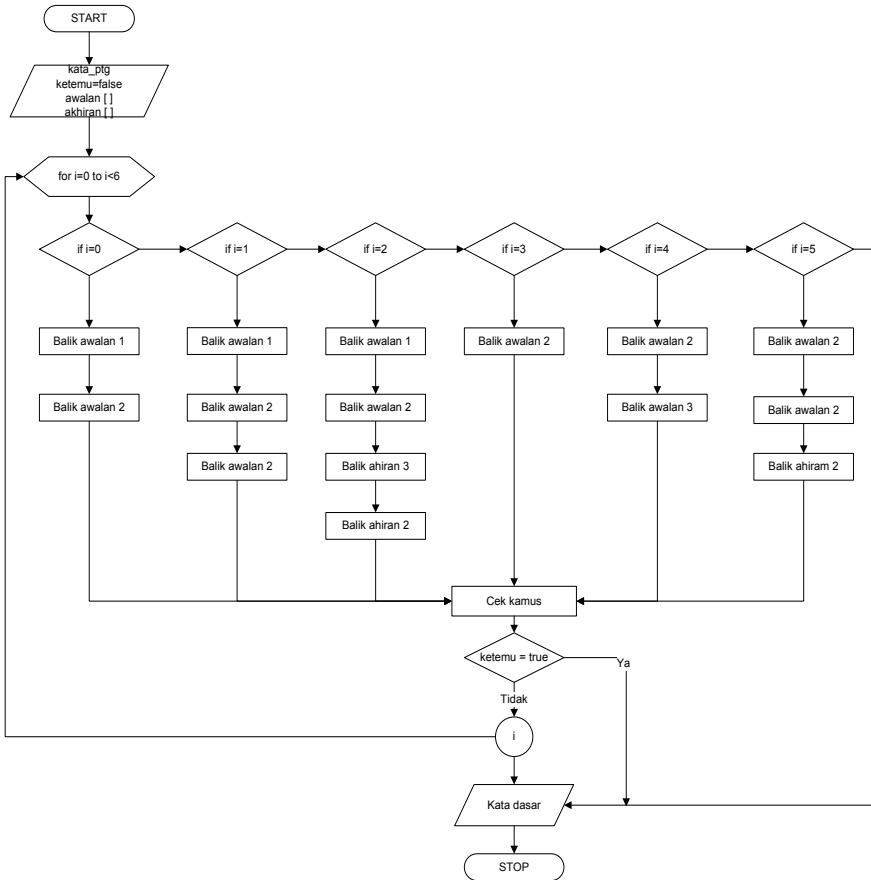 START
kata_ptg
ketemu=false
awalan [ ]
akhiran [ ]
for i=0 to i<6
if i=0
if i=1
if i=2
if i=3
if i=4
if i=5
Balik awalan 1
Balik awalan 1
Balik awalan 1
Balik awalan 2
Balik awalan 2
Balik awalan 2
Balik awalan 2
Balik awalan 2
Balik awalan 2
Balik awalan 3
Balik awalan 2
Balik awalan 2
Balik ahiran 3
Balik ahiram 2
Balik ahiran 2
Cek kamus
ketemu = true
Ya
Tidak
i
Kata dasar
STOP